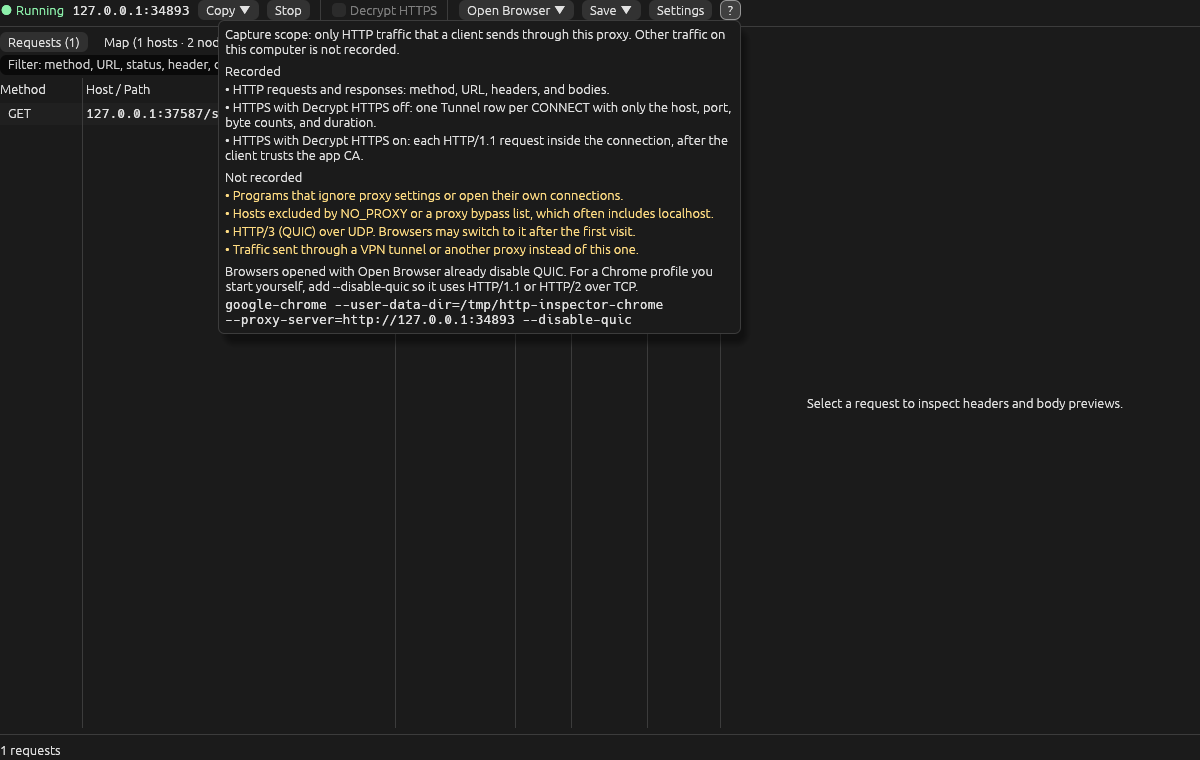 Running 127.0.0.1:34893 Copy ▼ Stop Decrypt HTTPS Open Browser ▼ Save ▼ Settings ?
Requests (1) Map (1 hosts · 2
Filter: method, URL, status, header,
Method Host / Path
GET 127.0.0.1:37587/s
Capture scope: only HTTP traffic that a client sends through this proxy. Other traffic on
this computer is not recorded.
Recorded
• HTTP requests and responses: method, URL, headers, and bodies.
• HTTPS with Decrypt HTTPS off: one Tunnel row per CONNECT with only the host, port,
byte counts, and duration.
• HTTPS with Decrypt HTTPS on: each HTTP/1.1 request inside the connection, after the
client trusts the app CA.
Not recorded
• Programs that ignore proxy settings or open their own connections.
• Hosts excluded by NO_PROXY or a proxy bypass list, which often includes localhost.
• HTTP/3 (QUIC) over UDP. Browsers may switch to it after the first visit.
• Traffic sent through a VPN tunnel or another proxy instead of this one.
Browsers opened with Open Browser already disable QUIC. For a Chrome profile you
start yourself, add --disable-quic so it uses HTTP/1.1 or HTTP/2 over TCP.
google-chrome --user-data-dir=/tmp/http-inspector-chrome
--proxy-server=http://127.0.0.1:34893 --disable-quic
Select a request to inspect headers and body previews.
1 requests